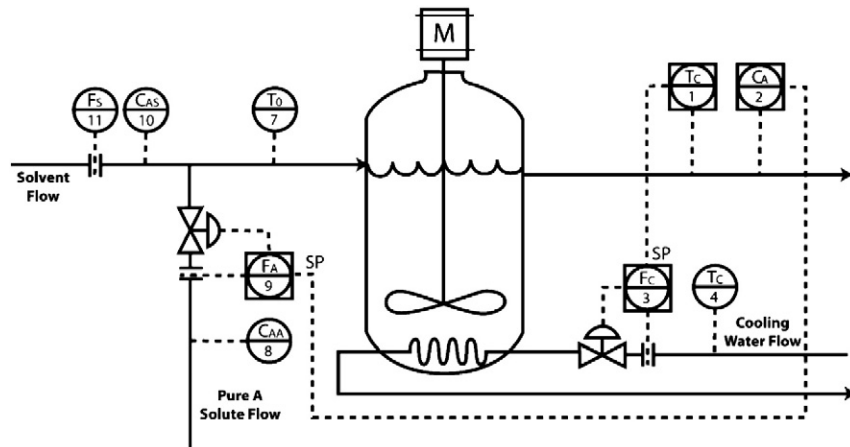 M
Fs
11
CAS
10
To
7
Tc
1
CA
2
Solvent
Flow
FA
9
SP
SP
Fc
3
Tc
4
CAA
8
Cooling
Water Flow
Pure A
Solute Flow